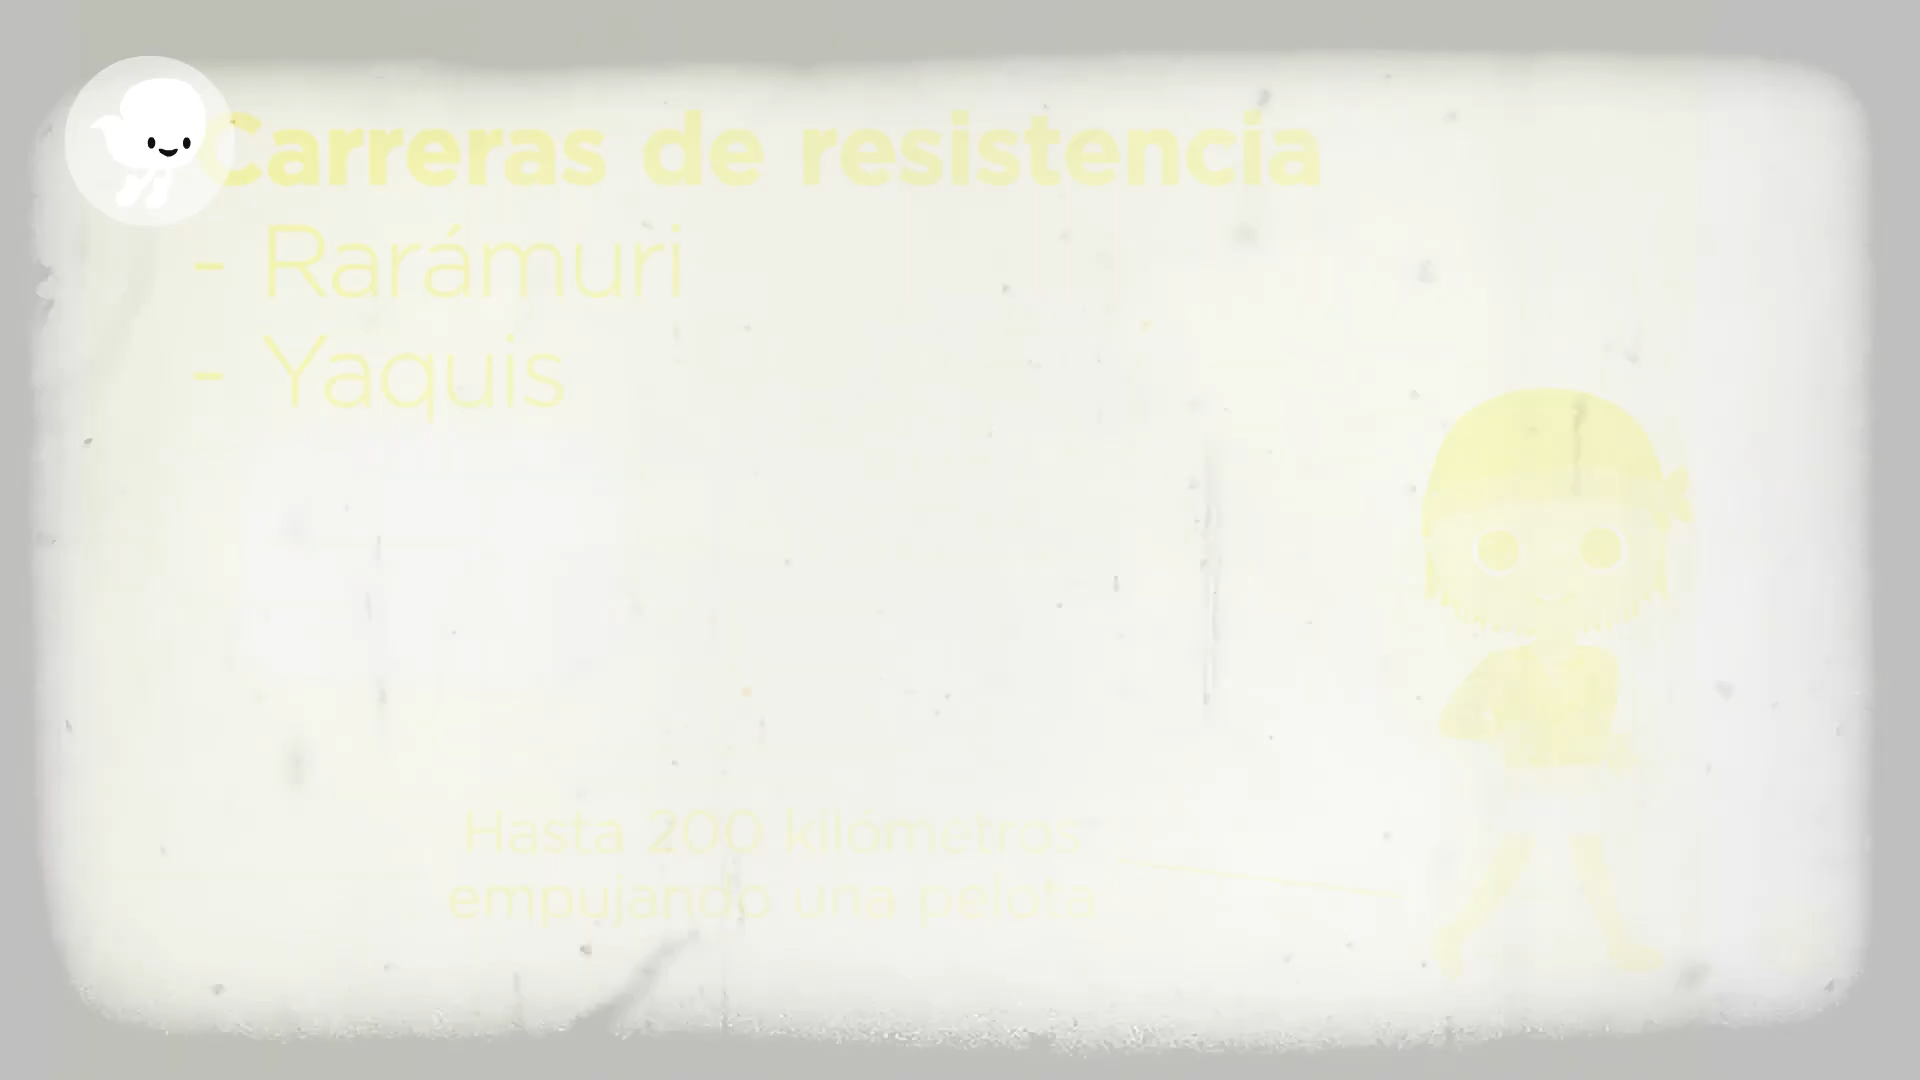 Carreras de resistencia
- Rarámuri
- Yaquis
Hasta 200 kilómetros
empujando una pelota